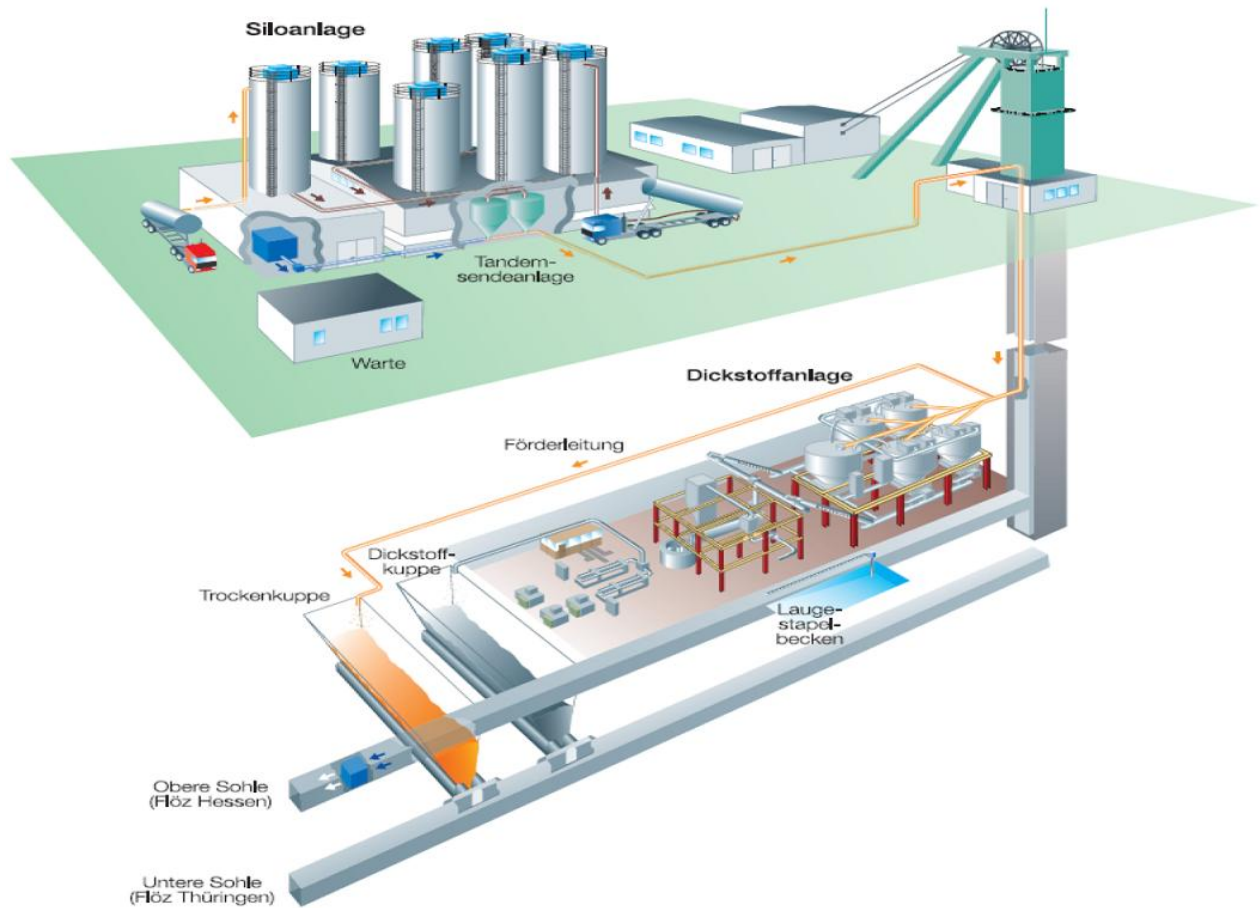 Siloanlage
Tandem-
sendeanlage
Warte
Dickstoffanlage
Förderleitung
Dickstoff-
kuppe
Trockenkuppe
Lauge-
stapel-
becken
Obere Sohle
(Flöz Hessen)
Untere Sohle
(Flöz Thüringen)